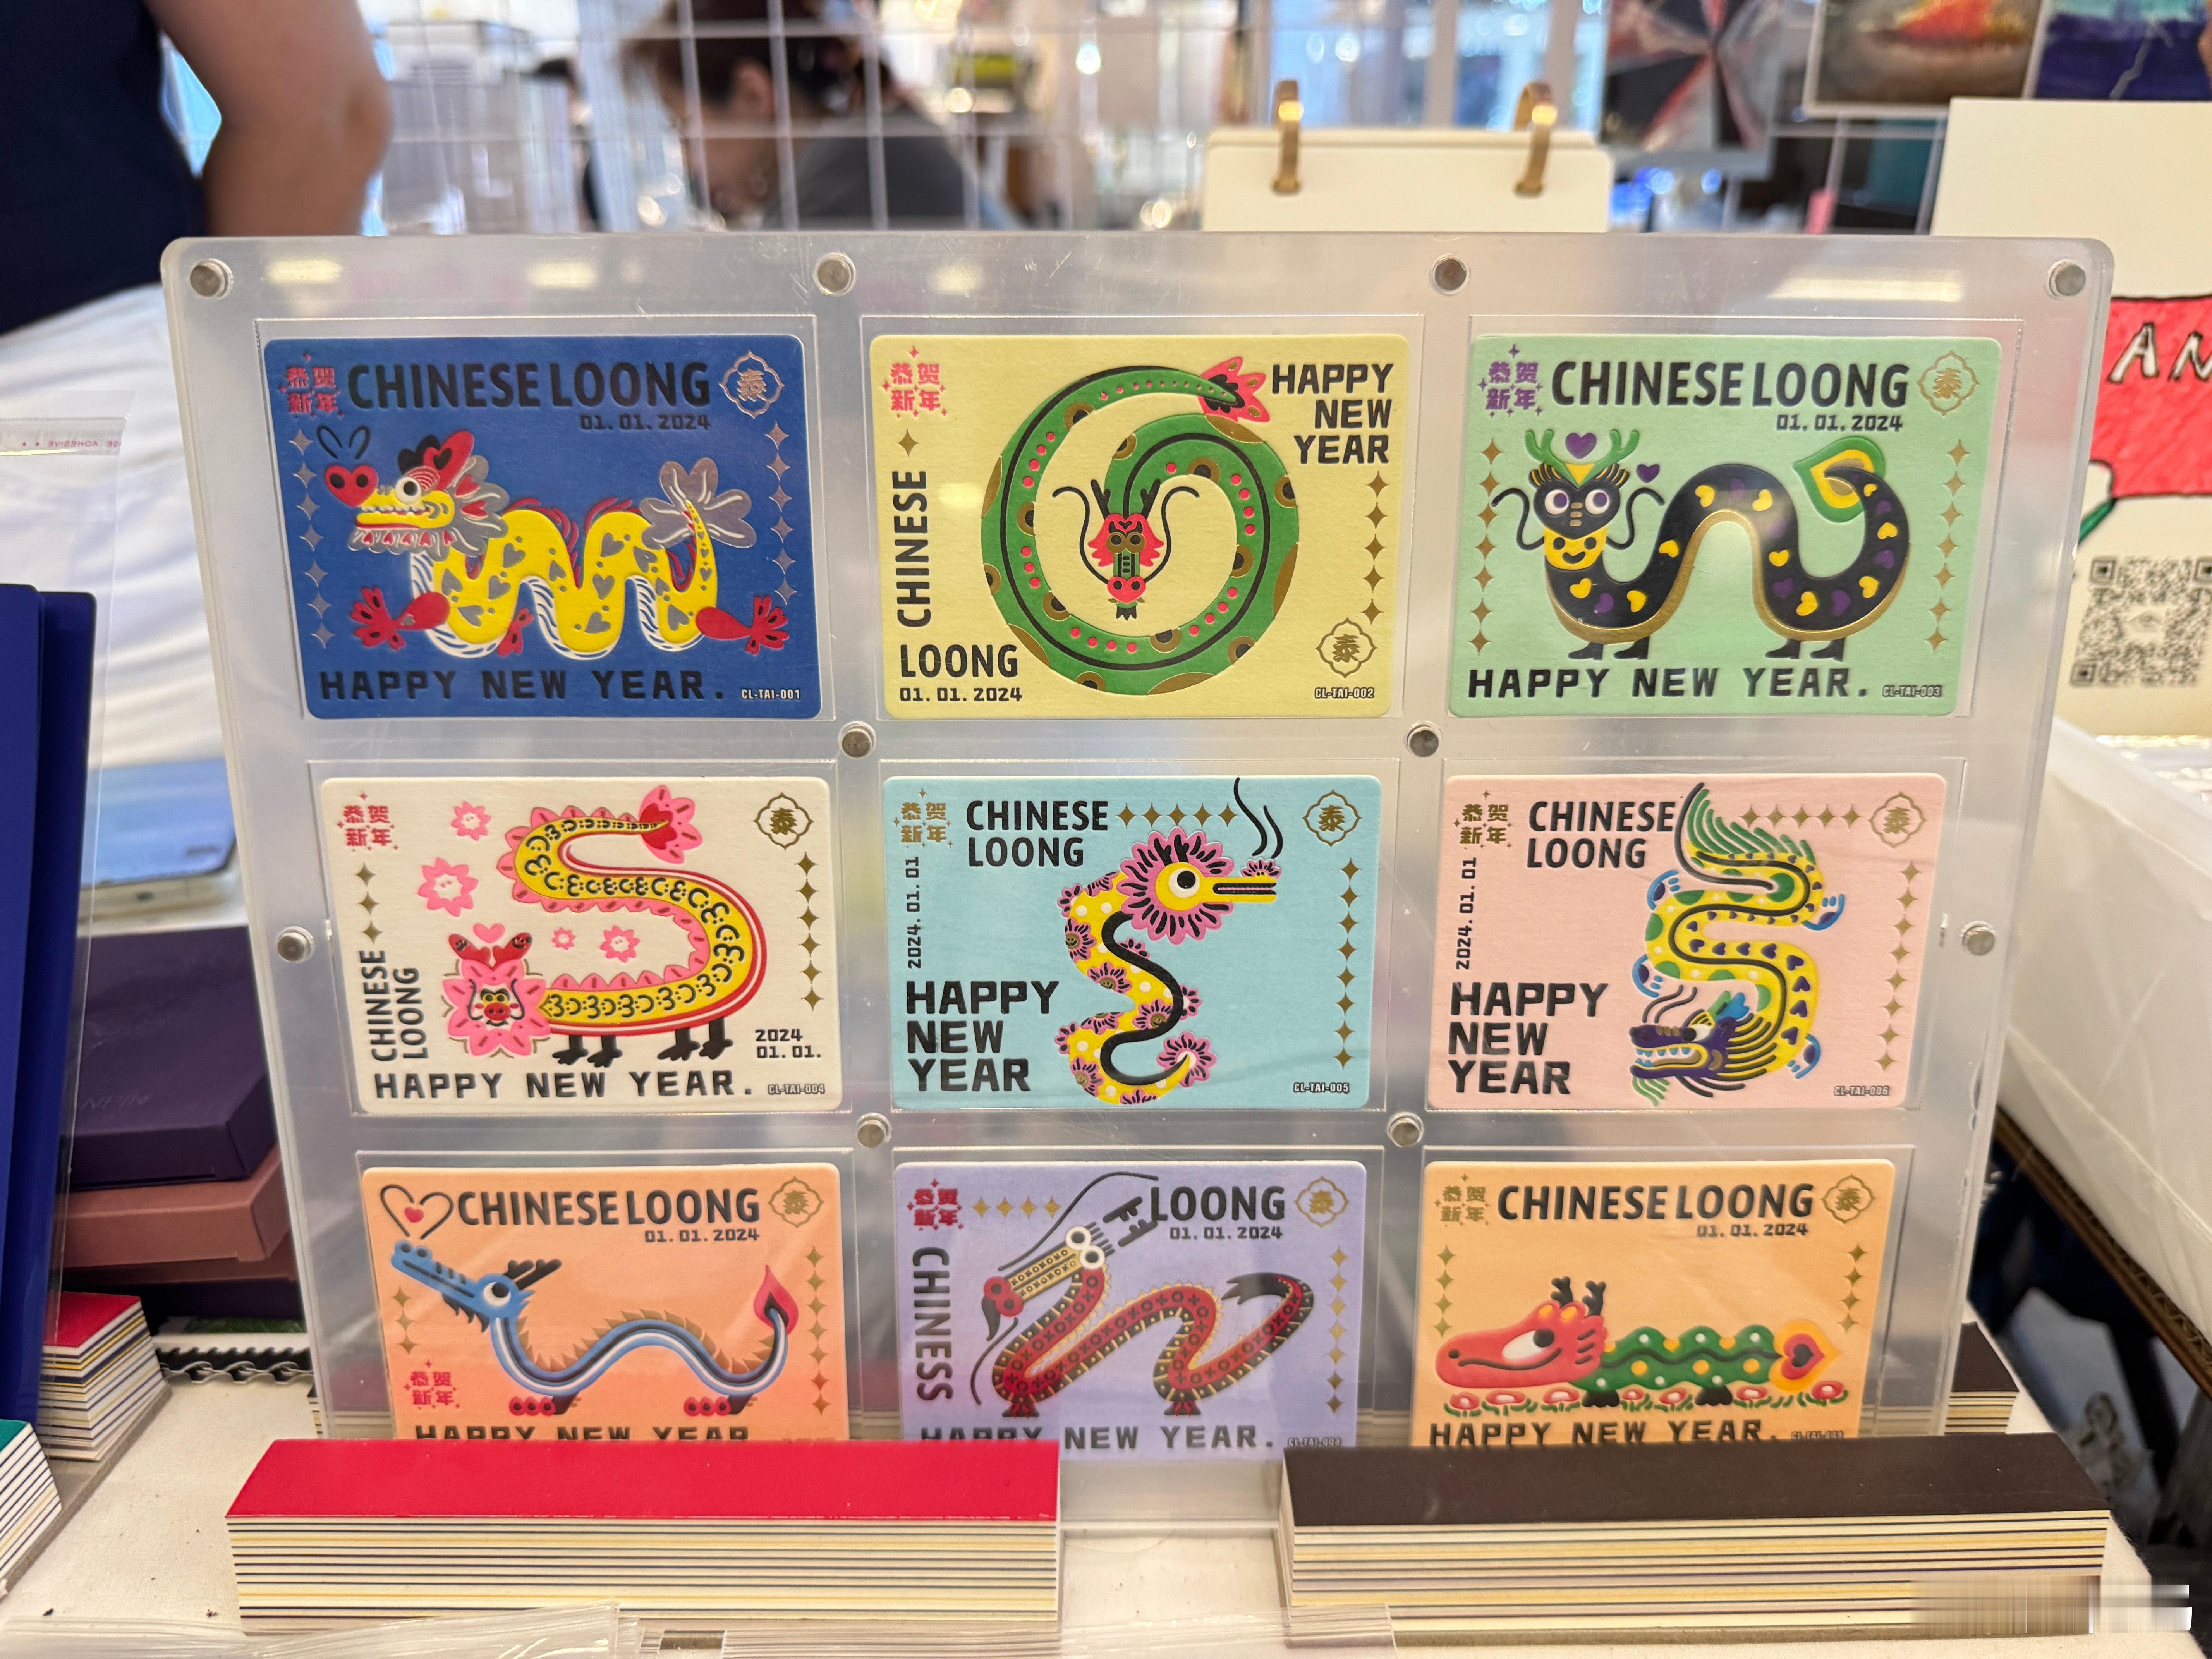 恭贺
新年
CHINESE LOONG
01. 01. 2024
泰
HAPPY NEW YEAR.
CL-TAI-001
恭贺
新年
HAPPY
NEW
YEAR
CHINESE
LOONG
01. 01. 2024
泰
CL-TAI-002
恭贺
新年
CHINESE LOONG
01. 01. 2024
泰
HAPPY NEW YEAR.
CL-TAI-003
恭贺
新年
泰
CHINESE
LOONG
2024
01. 01.
HAPPY NEW YEAR.
CL-TAI-004
恭贺
新年
CHINESE
LOONG
泰
2024. 01. 01
HAPPY
NEW
YEAR
CL-TAI-005
恭贺
新年
CHINESE
LOONG
泰
2024. 01. 01
HAPPY
NEW
YEAR
CL-TAI-006
CHINESE LOONG
01. 01. 2024
泰
恭贺
新年
HAPPY NEW YEAR
恭贺
新年
LOONG
01. 01. 2024
泰
CHINESS
HAPPY NEW YEAR.
恭贺
新年
CHINESE LOONG
01. 01. 2024
泰
HAPPY NEW YEAR.
AN
ADHESIVE